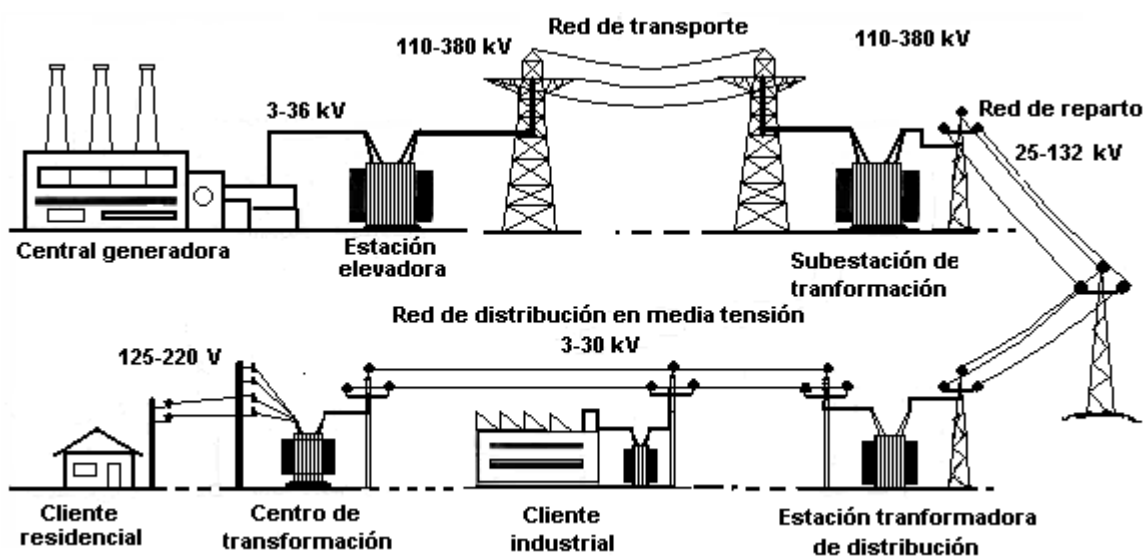 Red de transporte
110-380 kV
110-380 kV
3-36 kV
Red de reparto
25-132 kV
Central generadora
Estación
elevadora
Subestación de
tranformación
Red de distribución en media tensión
3-30 kV
125-220 V
Cliente
residencial
Centro de
transformación
Cliente
industrial
Estación tranformadora
de distribución